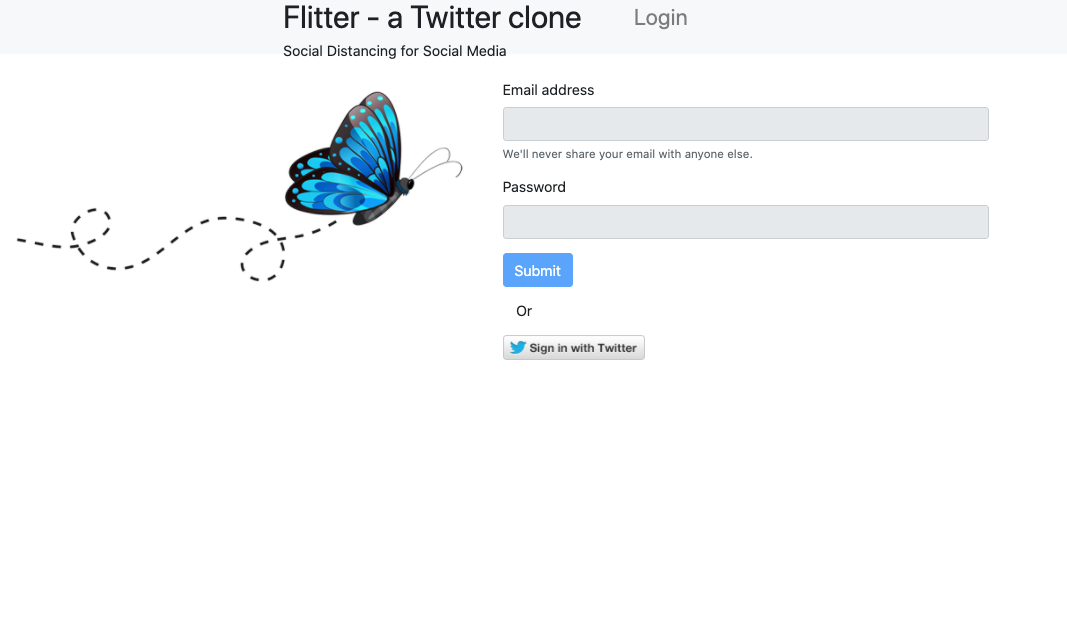 Flitter - a Twitter clone
Login
Social Distancing for Social Media
Email address
We'll never share your email with anyone else.
Password
Submit
Or
Sign in with Twitter